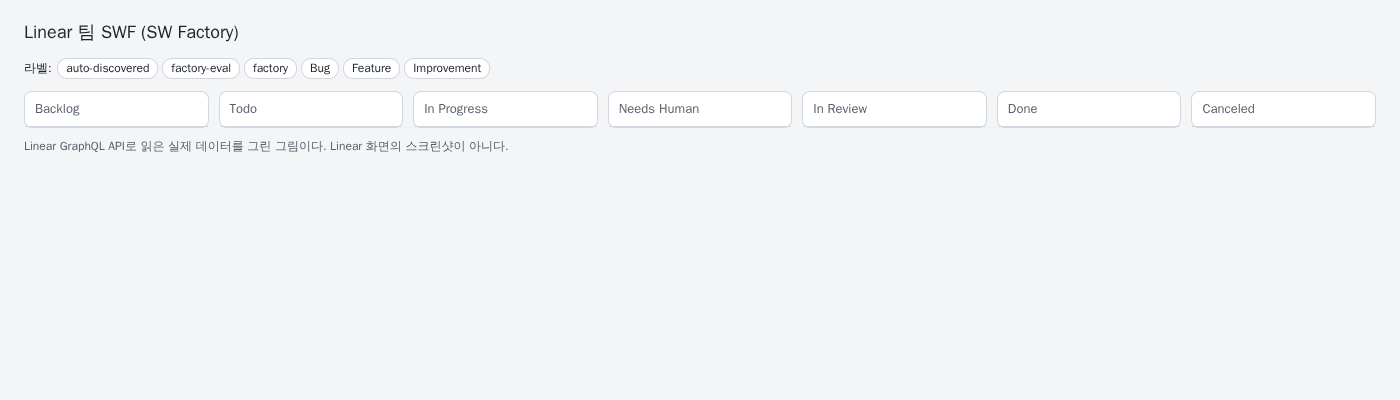 Linear 팀 SWF (SW Factory)
라벨: auto-discovered factory-eval factory Bug Feature Improvement
Backlog Todo In Progress Needs Human In Review Done Canceled
Linear GraphQL API로 읽은 실제 데이터를 그린 그림이다. Linear 화면의 스크린샷이 아니다.